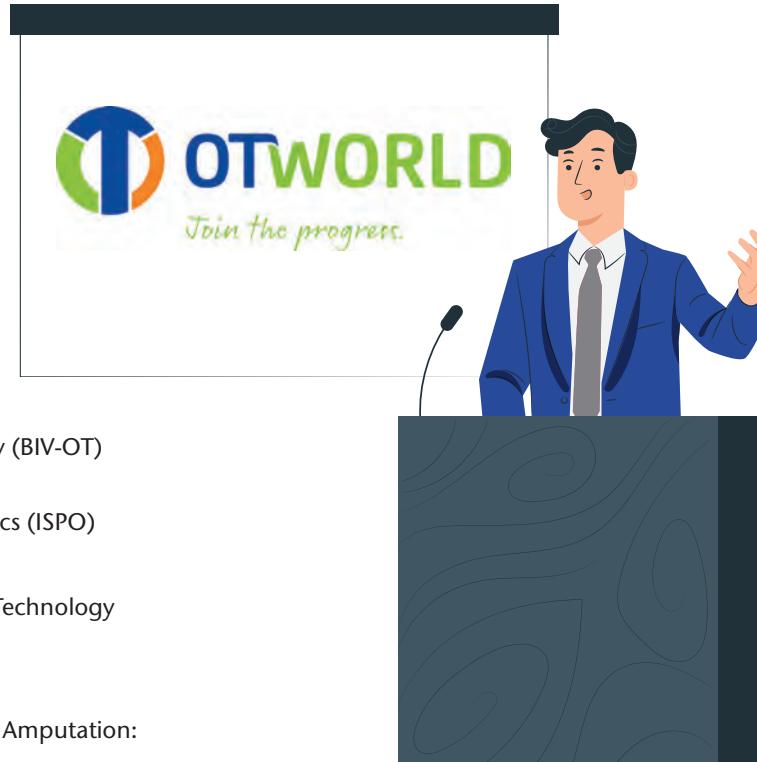 OTWORLD
Join the progress.
(BIV-OT)
cs (ISPO)
Technology
Amputation: